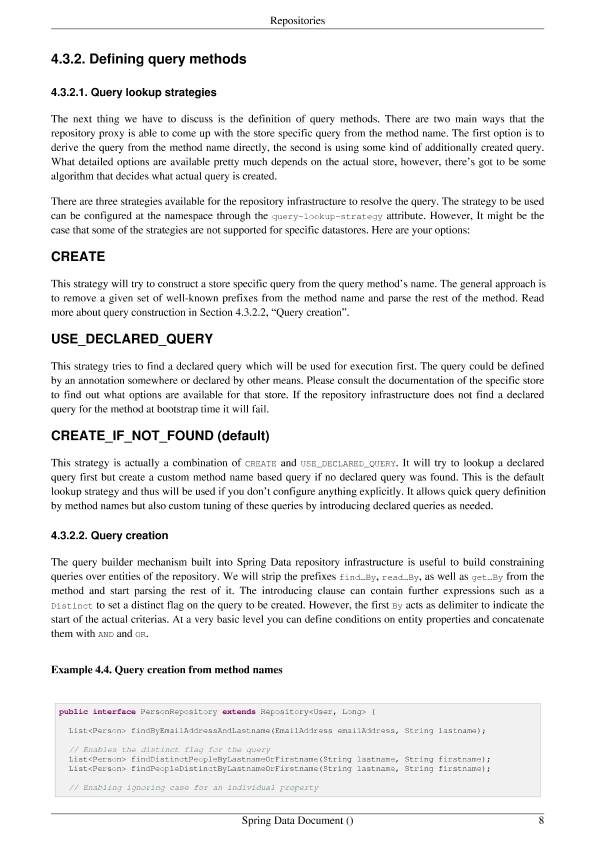 Repositories
4.3.2. Defining query methods
4.3.2.1. Query lookup strategies
The next thing we have to discuss is the definition of query methods. There are two main ways that the
repository proxy is able to come up with the store specific query from the method name. The first option is to
derive the query from the method name directly, the second is using some kind of additionally created query.
What detailed options are available pretty much depends on the actual store, however, there's got to be some
algorithm that decides what actual query is created.
There are three strategies available for the repository infrastructure to resolve the query. The strategy to be used
can be configured at the namespace through the query-lookup-strategy attribute. However, It might be the
case that some of the strategies are not supported for specific datastores. Here are your options:
CREATE
This strategy will try to construct a store specific query from the query method's name. The general approach is
to remove a given set of well-known prefixes from the method name and parse the rest of the method. Read
more about query construction in Section 4.3.2.2, “Query creation”.
USE_DECLARED_QUERY
This strategy tries to find a declared query which will be used for execution first. The query could be defined
by an annotation somewhere or declared by other means. Please consult the documentation of the specific store
to find out what options are available for that store. If the repository infrastructure does not find a declared
query for the method at bootstrap time it will fail.
CREATE_IF_NOT_FOUND (default)
This strategy is actually a combination of CREATE and USE_DECLARED_QUERY. It will try to lookup a declared
query first but create a custom method name based query if no declared query was found. This is the default
lookup strategy and thus will be used if you don't configure anything explicitly. It allows quick query definition
by method names but also custom tuning of these queries by introducing declared queries as needed.
4.3.2.2. Query creation
The query builder mechanism built into Spring Data repository infrastructure is useful to build constraining
queries over entities of the repository. We will strip the prefixes find…By, read…By, as well as get…By from the
method and start parsing the rest of it. The introducing clause can contain further expressions such as a
Distinct to set a distinct flag on the query to be created. However, the first By acts as delimiter to indicate the
start of the actual criterias. At a very basic level you can define conditions on entity properties and concatenate
them with AND and OR.
Example 4.4. Query creation from method names
public interface PersonRepository extends Repository<User, Long> {
List<Person> findByEmailAddressAndLastname(EmailAddress emailAddress, String lastname);
// Enables the distinct flag for the query
List<Person> findDistinctPeopleByLastnameOrFirstname(String lastname, String firstname);
List<Person> findPeopleDistinctByLastnameOrFirstname(String lastname, String firstname);
// Enabling ignoring case for an individual property
Spring Data Document () 8